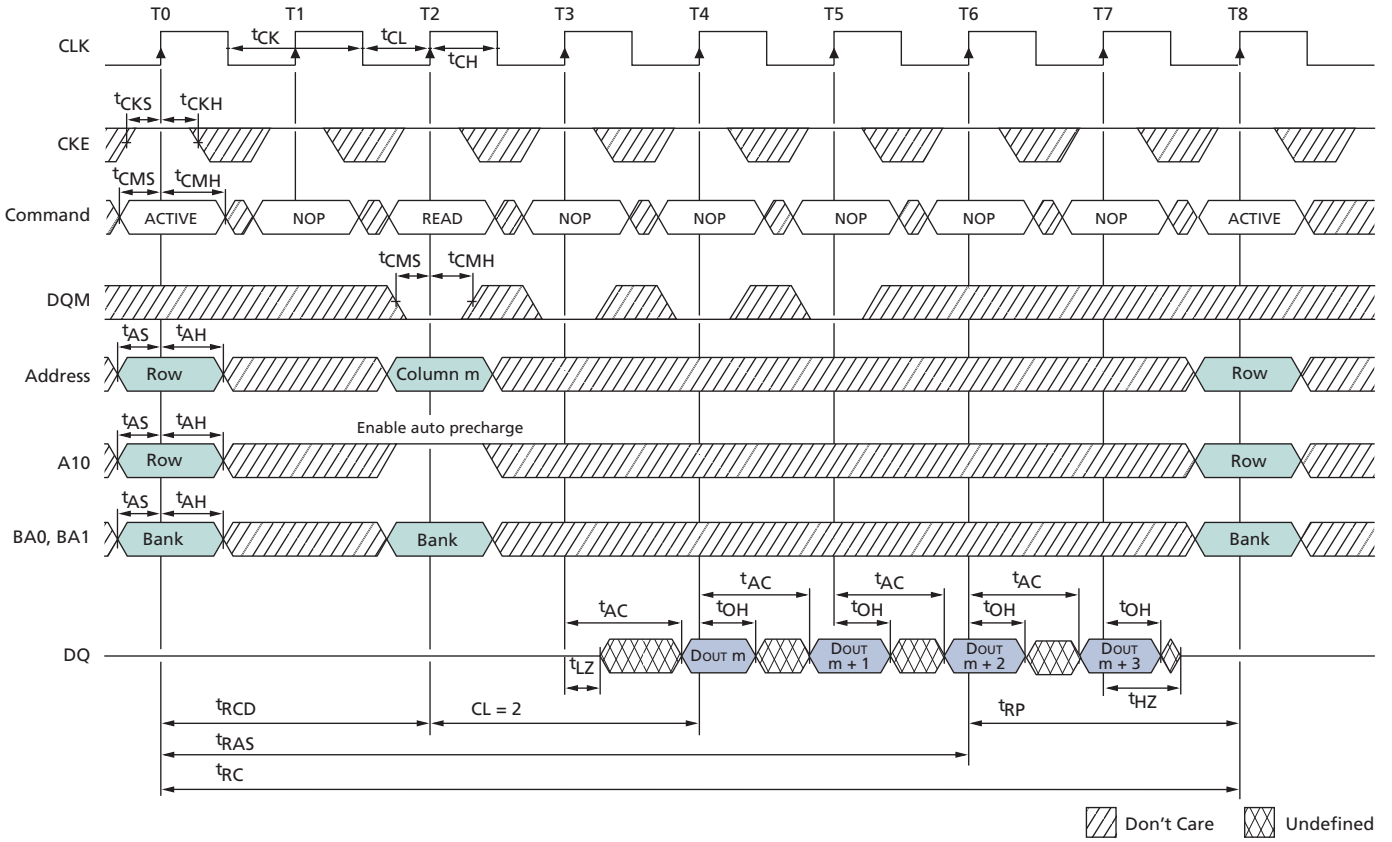 T0 T1 T2 T3 T4 T5 T6 T7 T8
CLK tCK tCL tCH
tCKS tCKH
CKE
tCMS tCMH
Command ACTIVE NOP READ NOP NOP NOP NOP NOP ACTIVE
tCMS tCMH
DQM
tAS tAH
Address Row Column m Row
tAS tAH Enable auto precharge
A10 Row Row
tAS tAH
BA0, BA1 Bank Bank Bank
tAC tAC tAC
tAC tOH tOH tOH tOH
DQ DOUT m DOUT m + 1 DOUT m + 2 DOUT m + 3
tLZ tHZ
tRCD CL = 2 tRP
tRAS
tRC
Don't Care Undefined